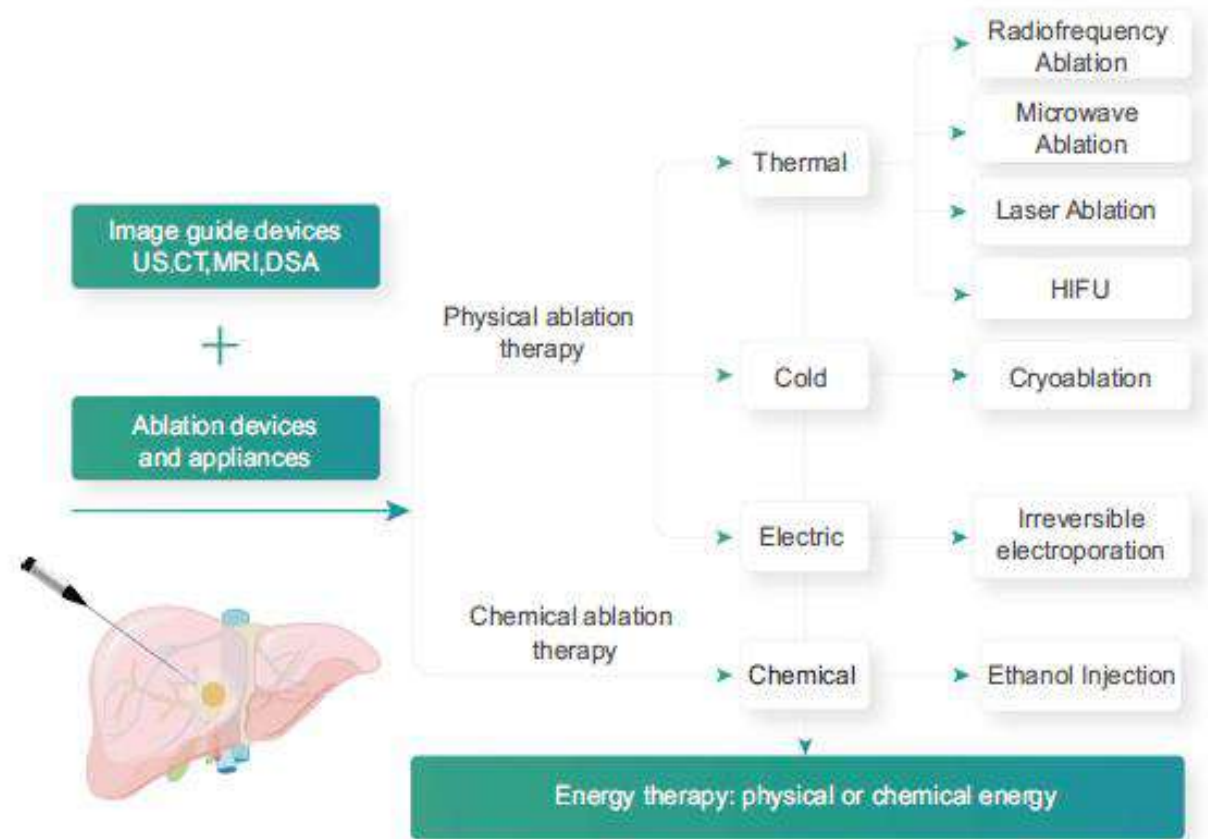 Image guide devices
US,CT,MRI,DSA
Ablation devices
and appliances
Physical ablation
therapy
Chemical ablation
therapy
Thermal
Cold
Electric
Chemical
Radiofrequency
Ablation
Microwave
Ablation
Laser Ablation
HIFU
Cryoablation
Irreversible
electroporation
Ethanol Injection
Energy therapy: physical or chemical energy